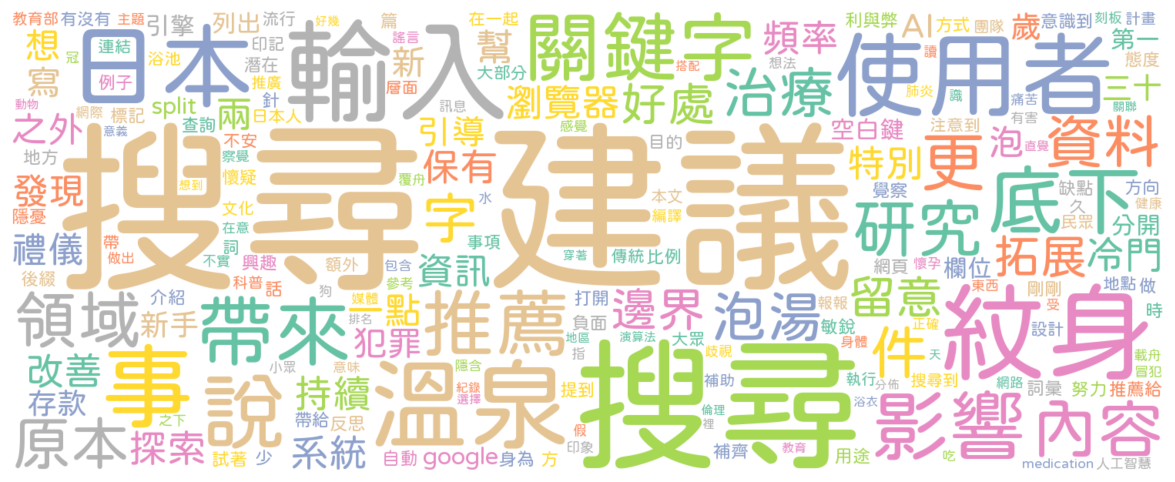 教育部 有沒有 主題 引擎 列出 流行
好幾 篇 在一起
利與弊 AI 方式 團隊 歲 意識到 刻板 計畫
想 日本 輸入 幫 關鍵字 頻率 使用者 第一
連結 冠 浴池 印記 謠言 新 大部分 搭配 讀 態度
寫 例子 潛在 推廣 層面 瀏覽器 好處 治療 想法 肺炎 識 痛苦 三十 關聯
動物 網際 標記 split 兩 針 日本人 訊息 有害
之外 意義 查詢 不安 引導 感覺 空白鍵 注意到 泡 直覺 資料
地方 察覺 保有 目的 特別 更
發現 想到 懷疑 覆舟 搜尋建議 覺察 底下 缺點 方向 健康
隱憂 文化 字 水 本文 編譯 研究 久 民眾 分開
禮儀 在意 詞 事項 拓展 冷門
帶 做出 不實 興趣 資訊 穿著 傳統 比例 網頁 懷孕 欄位
後綴 科普 話 額外 包含 參考 打開 邊界 泡湯 留意 東西 剛剛 地點 做
領域 介紹 帶來 狗 媒體 點 推薦 負面 報報 敏銳 正確 受 紋身 時
新手 排名 犯罪 地區 演算法 大眾 身體 件 設計
改善 事 小眾 指 歧視 天 載舟 冒犯
存款 說 意味 隱含 溫泉 搜尋 補助 執行 搜尋到 網路 詞彙 努力 推薦給
之下 持續 紀錄 選擇 提到 倫理 分佈 浴衣 影響 內容
原本 探索 帶給 反思 假 印象 裡
試著 少 系統 自動 google 身為 方 補齊 教育 用途 吃 medication 人工智慧